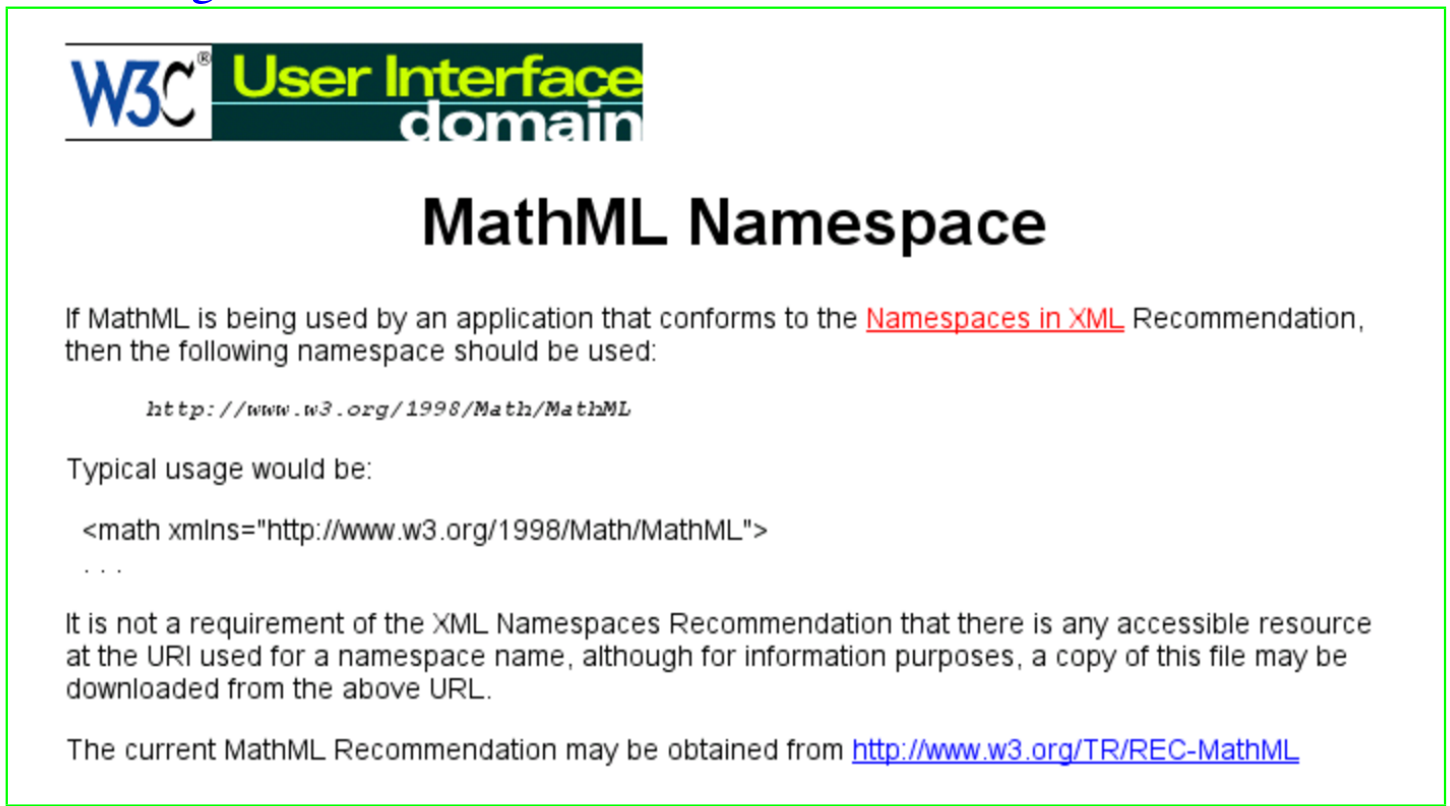 W3C® User Interface
domain
MathML Namespace
If MathML is being used by an application that conforms to the Namespaces in XML Recommendation,
then the following namespace should be used:
http://www.w3.org/1998/Math/MathML
Typical usage would be:
<math xmlns="http://www.w3.org/1998/Math/MathML">
. . .
It is not a requirement of the XML Namespaces Recommendation that there is any accessible resource
at the URI used for a namespace name, although for information purposes, a copy of this file may be
downloaded from the above URL.
The current MathML Recommendation may be obtained from http://www.w3.org/TR/REC-MathML